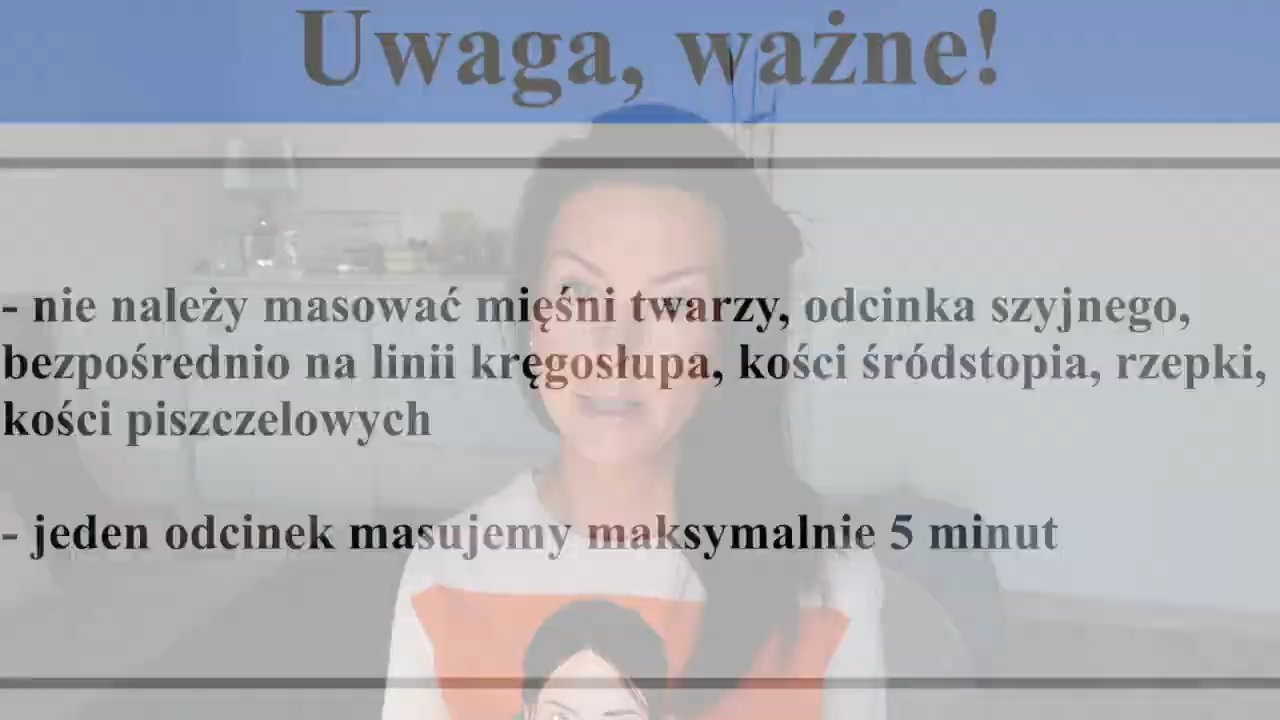 Uwaga, ważne!
- nie należy masować mięśni twarzy, odcinka szyjnego,
bezpośrednio na linii kręgosłupa, kości śródstopia, rzepki,
kości piszczelowych
- jeden odcinek masujemy maksymalnie 5 minut